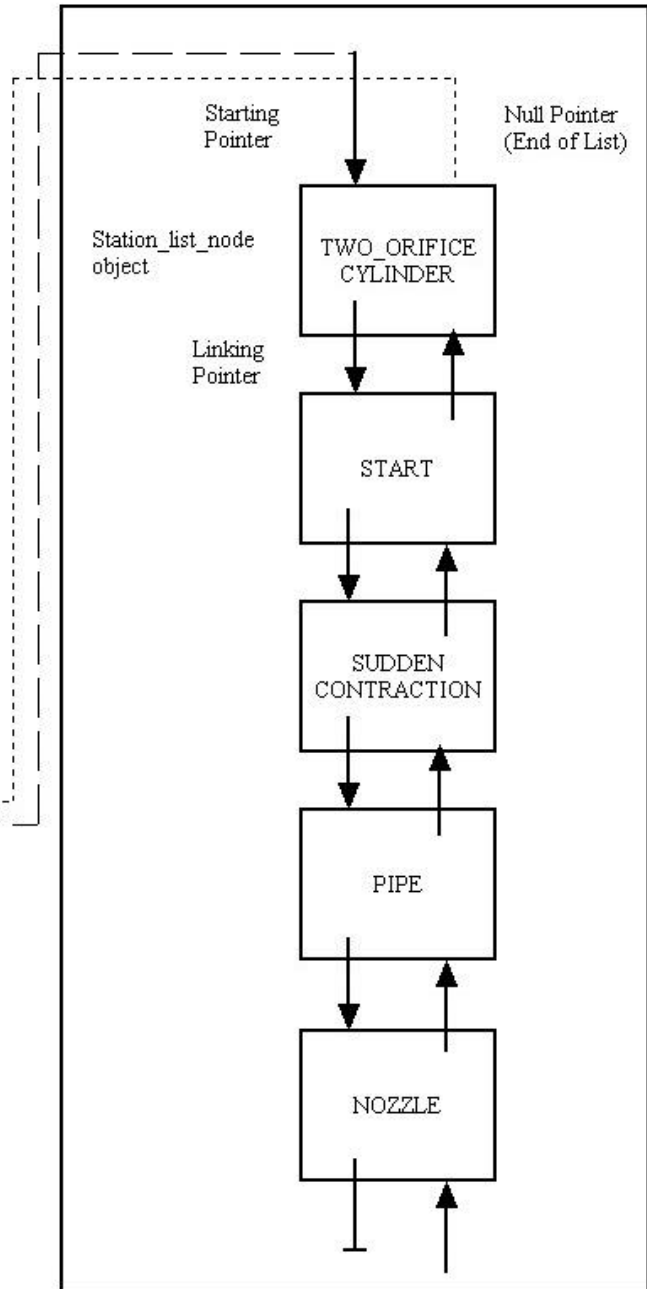 Starting
Pointer
Null Pointer
(End of List)
Station_list_node
object
TWO_ORIFICE
CYLINDER
Linking
Pointer
START
SUDDEN
CONTRACTION
PIPE
NOZZLE